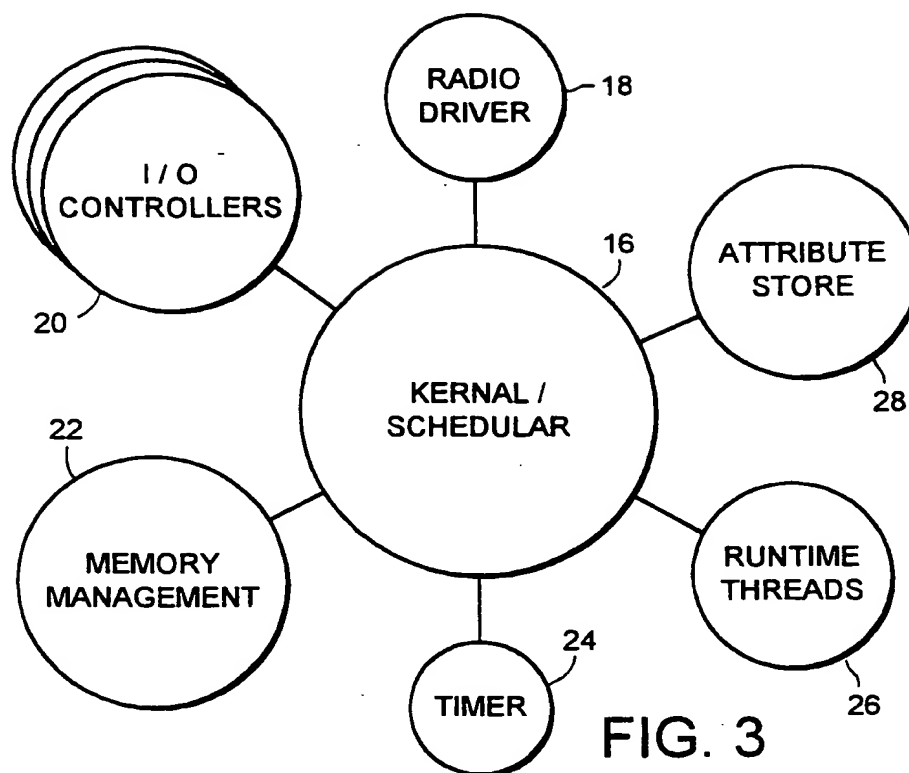 RADIO
DRIVER
18
I / O
CONTROLLERS
20
16
ATTRIBUTE
STORE
28
KERNAL /
SCHEDULAR
22
MEMORY
MANAGEMENT
RUNTIME
THREADS
26
24
TIMER
FIG. 3